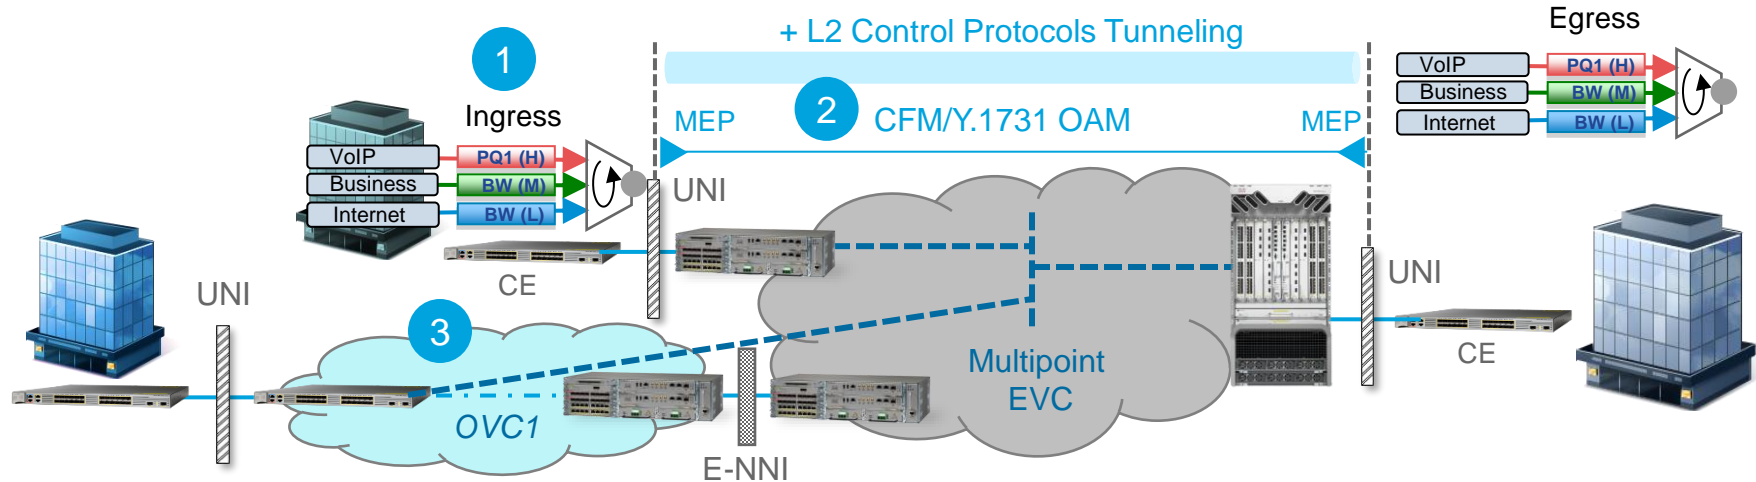 + L2 Control Protocols Tunneling
Egress
1
Ingress
VoIP
PQ1 (H)
Business
BW (M)
Internet
BW (L)
MEP
2
CFM/Y.1731 OAM
MEP
VoIP
PQ1 (H)
Business
BW (M)
Internet
BW (L)
UNI
CE
UNI
UNI
CE
3
Multipoint
EVC
OVC1
E-NNI